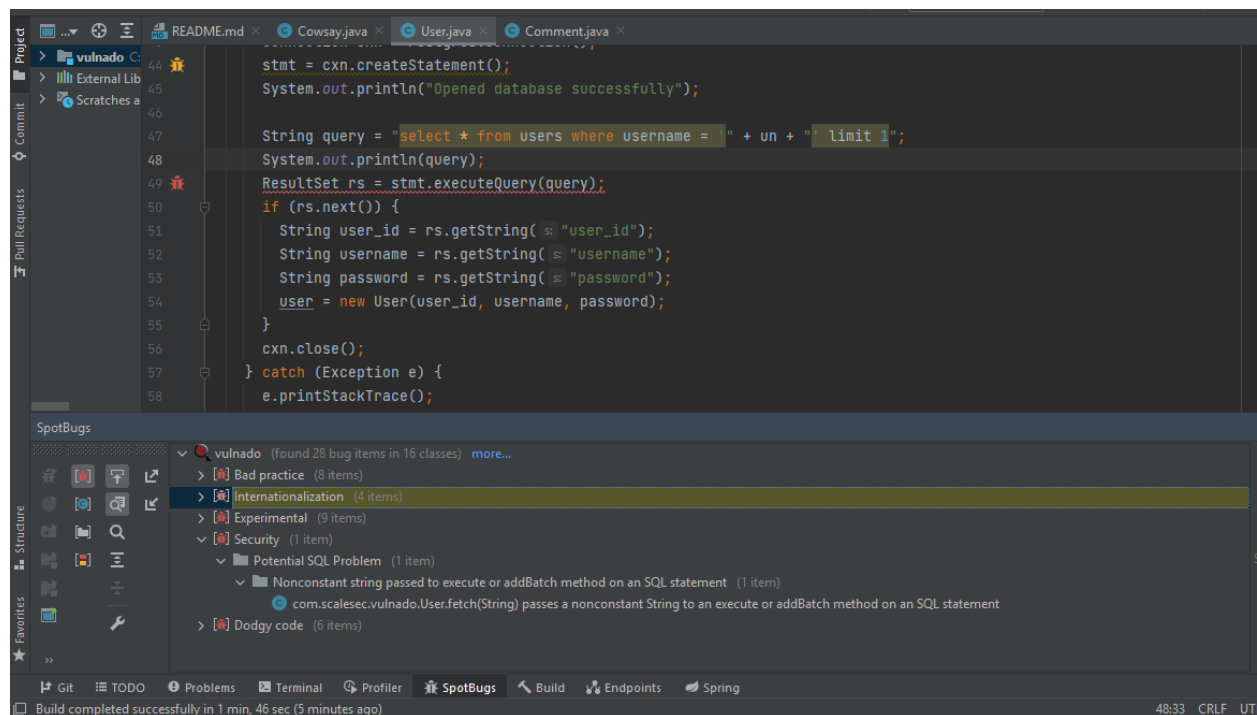 Project
Commit
Pull Requests
Structure
Favorites
...
README.md
Cowsay.java
User.java
Comment.java
vulnado C:
External Lib
Scratches a
44 stmt = cxn.createStatement();
45 System.out.println("Opened database successfully");
46
47 String query = "select * from users where username = '" + un + "' limit 1";
48 System.out.println(query);
49 ResultSet rs = stmt.executeQuery(query);
50 if (rs.next()) {
51 String user_id = rs.getString( s: "user_id");
52 String username = rs.getString( s: "username");
53 String password = rs.getString( s: "password");
54 user = new User(user_id, username, password);
55 }
56 cxn.close();
57 } catch (Exception e) {
58 e.printStackTrace();
SpotBugs
vulnado (found 28 bug items in 16 classes) more...
Bad practice (8 items)
Internationalization (4 items)
Experimental (9 items)
Security (1 item)
Potential SQL Problem (1 item)
Nonconstant string passed to execute or addBatch method on an SQL statement (1 item)
com.scalesec.vulnado.User.fetch(String) passes a nonconstant String to an execute or addBatch method on an SQL statement
Dodgy code (6 items)
Git TODO Problems Terminal Profiler SpotBugs Build Endpoints Spring
Build completed successfully in 1 min, 46 sec (5 minutes ago) 48:33 CRLF UT